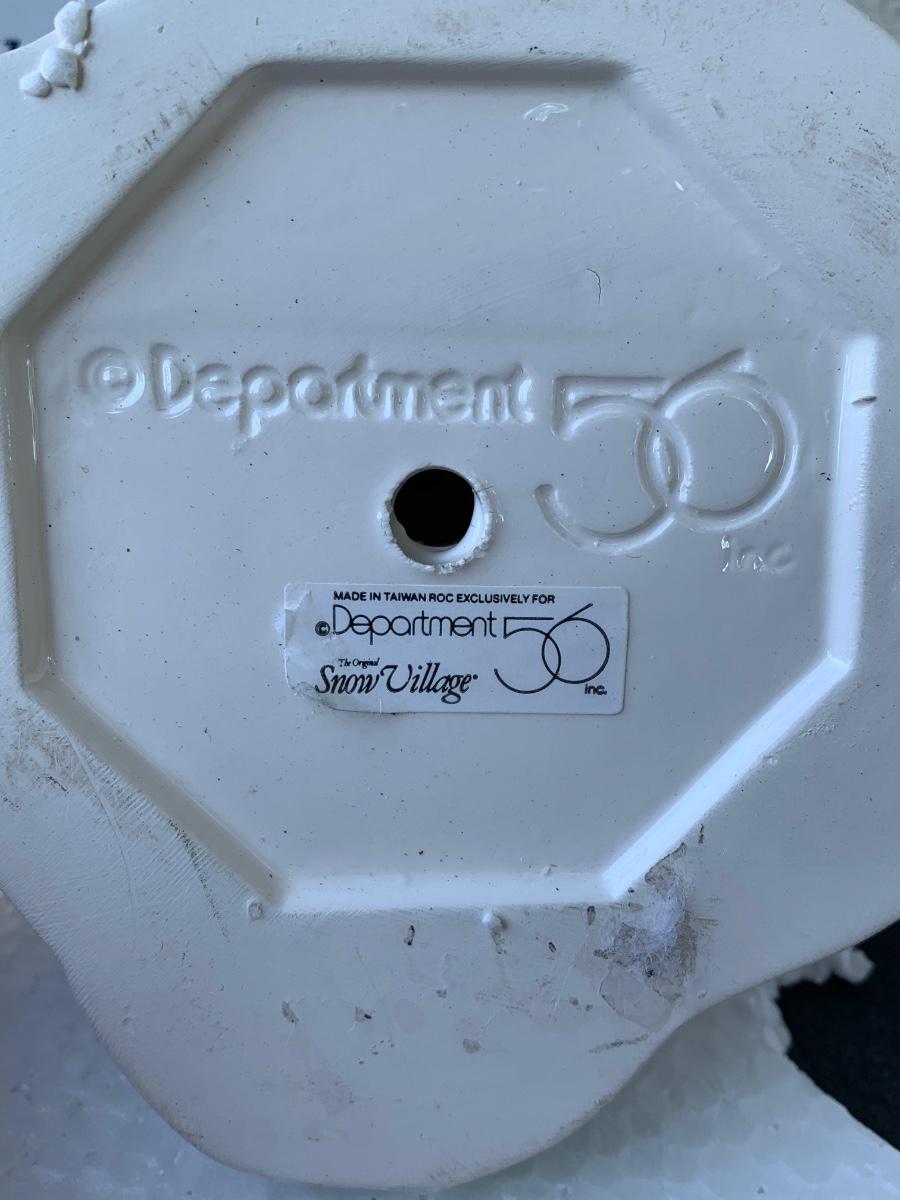 ©Department 56
inc
MADE IN TAIWAN ROC EXCLUSIVELY FOR
©Department 56
inc.
The Original
Snow Village®